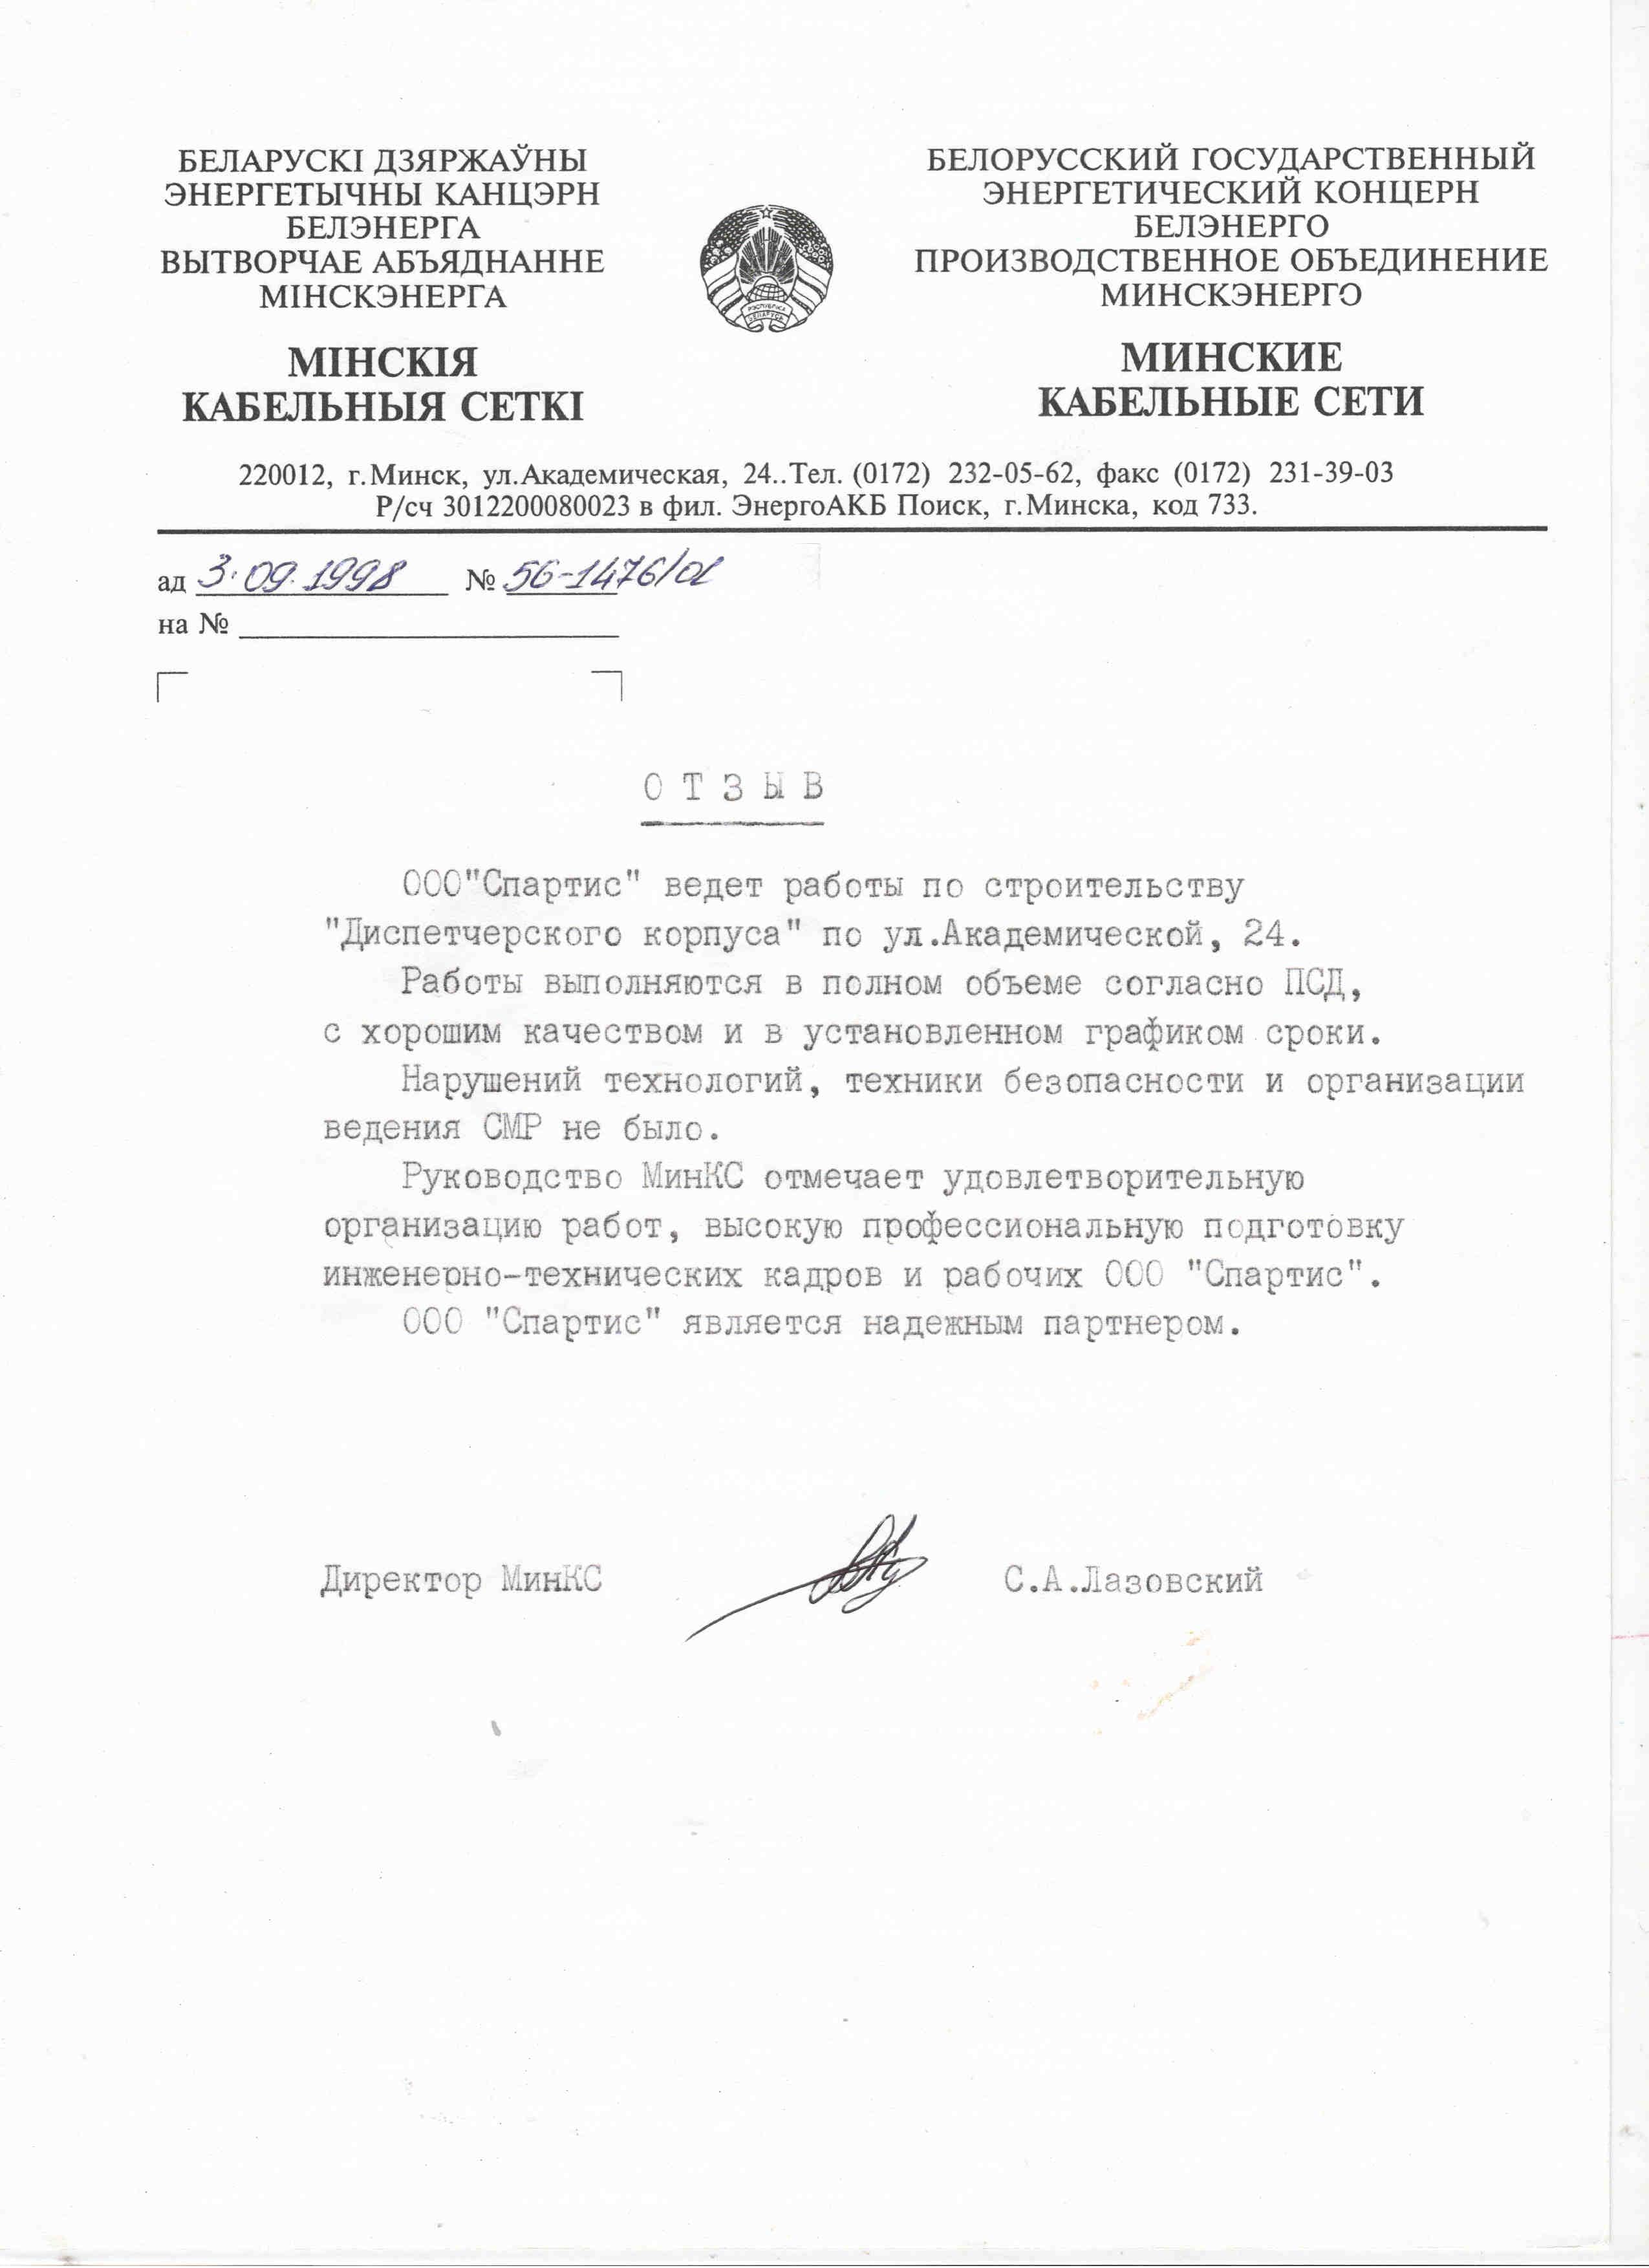 БЕЛАРУСКІ ДЗЯРЖАЎНЫ
ЭНЕРГЕТЫЧНЫ КАНЦЭРН
БЕЛЭНЕРГА
ВЫТВОРЧАЕ АБЪЯДНАННЕ
МІНСКЭНЕРГА
МІНСКІЯ
КАБЕЛЬНЫЯ СЕТКІ
РЭСПУБЛІКА
БЕЛАРУСЬ
БЕЛОРУССКИЙ ГОСУДАРСТВЕННЫЙ
ЭНЕРГЕТИЧЕСКИЙ КОНЦЕРН
БЕЛЭНЕРГО
ПРОИЗВОДСТВЕННОЕ ОБЪЕДИНЕНИЕ
МИНСКЭНЕРГО
МИНСКИЕ
КАБЕЛЬНЫЕ СЕТИ
220012, г.Минск, ул.Академическая, 24..Тел. (0172) 232-05-62, факс (0172) 231-39-03
Р/сч 3012200080023 в фил. ЭнергоАКБ Поиск, г.Минска, код 733.
ад 3.09.1998 № 56-1476/01
на №
О Т З Ы В
ООО"Спартис" ведет работы по строительству
"Диспетчерского корпуса" по ул.Академической, 24.
Работы выполняются в полном объеме согласно ПСД,
с хорошим качеством и в установленном графиком сроки.
Нарушений технологий, техники безопасности и организации
ведения СМР не было.
Руководство МинКС отмечает удовлетворительную
организацию работ, высокую профессиональную подготовку
инженерно-технических кадров и рабочих ООО "Спартис".
ООО "Спартис" является надежным партнером.
Директор МинКС С.А.Лазовский